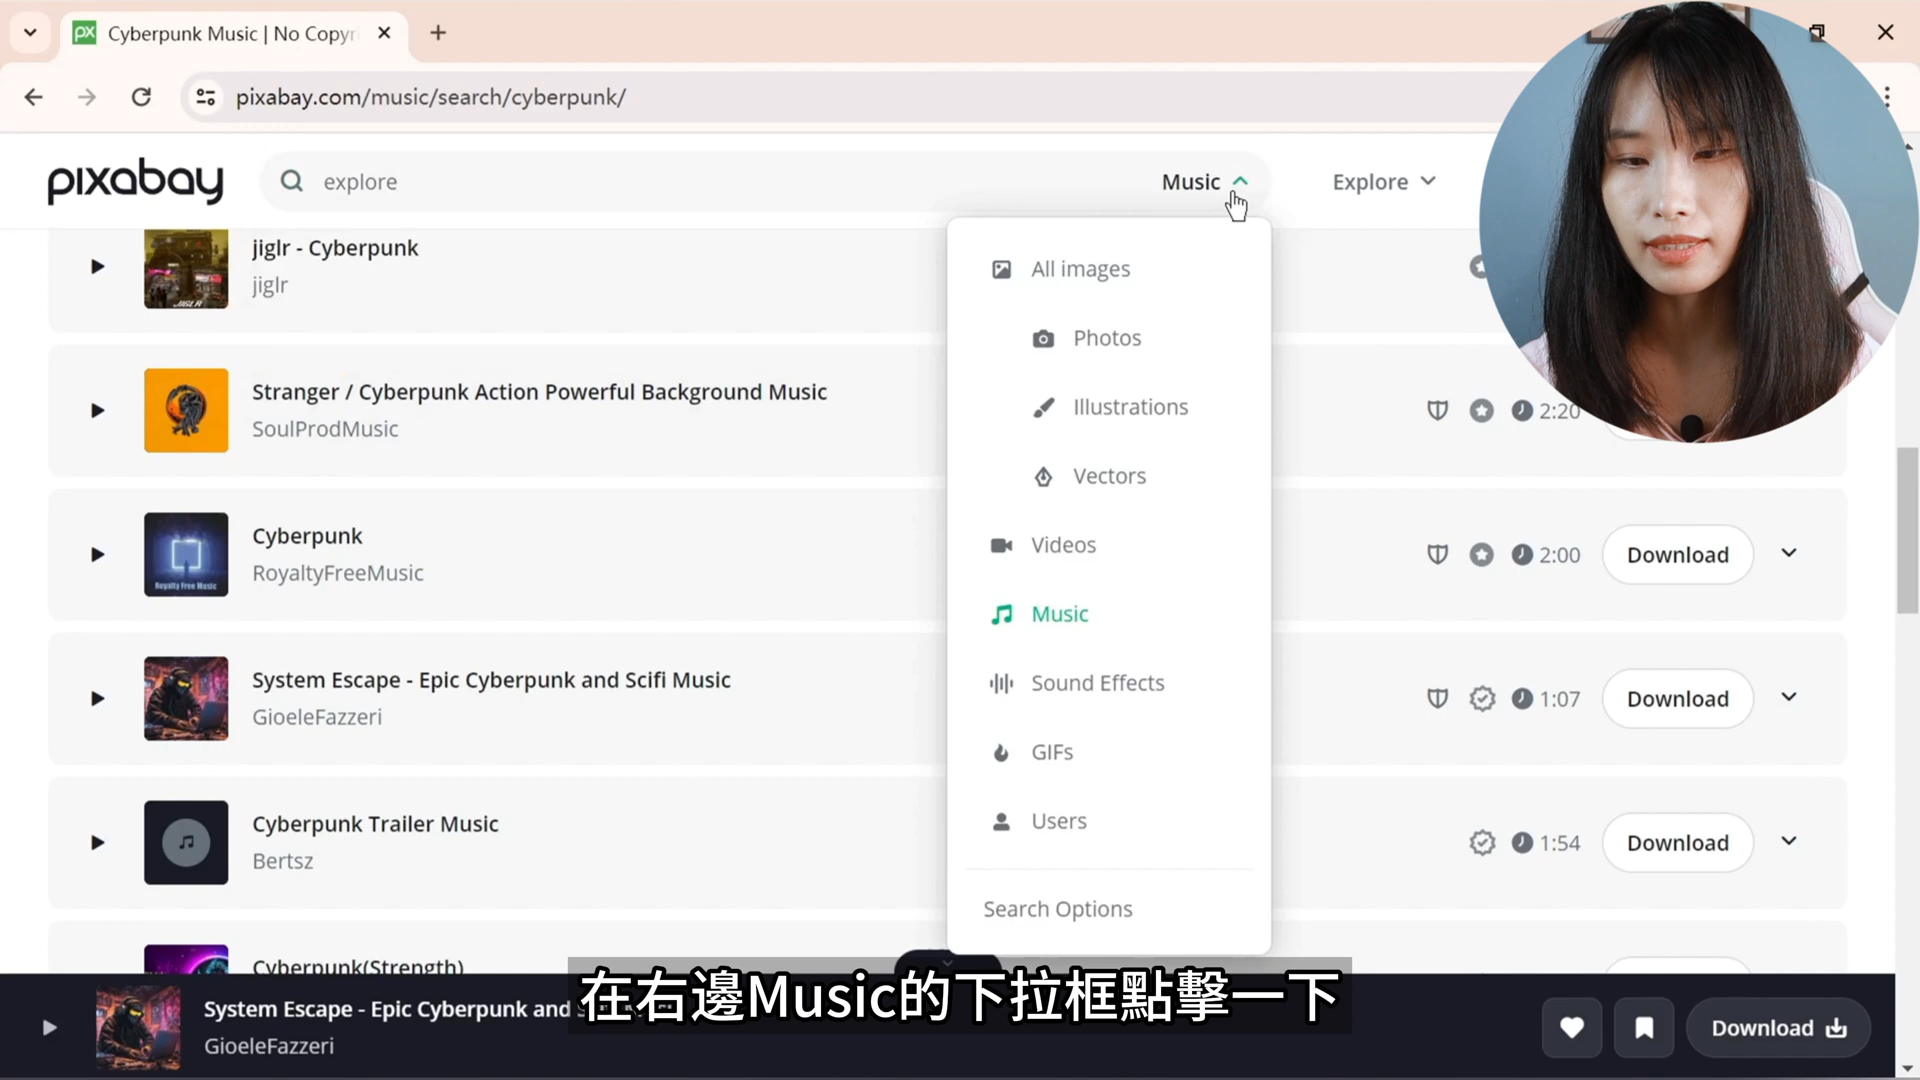 Cyberpunk Music | No Copyr
pixabay.com/music/search/cyberpunk/
pixabay
explore
Music
Explore
jiglr - Cyberpunk
jiglr
All images
Photos
Illustrations
Vectors
Videos
Music
Sound Effects
GIFs
Users
Search Options
Stranger / Cyberpunk Action Powerful Background Music
SoulProdMusic
2:20
Cyberpunk
RoyaltyFreeMusic
Royalty Free Music
2:00
Download
System Escape - Epic Cyberpunk and Scifi Music
GioeleFazzeri
1:07
Download
Cyberpunk Trailer Music
Bertsz
1:54
Download
Cyberpunk(Strength)
在右邊Music的下拉框點擊一下
System Escape - Epic Cyberpunk and
GioeleFazzeri
Download